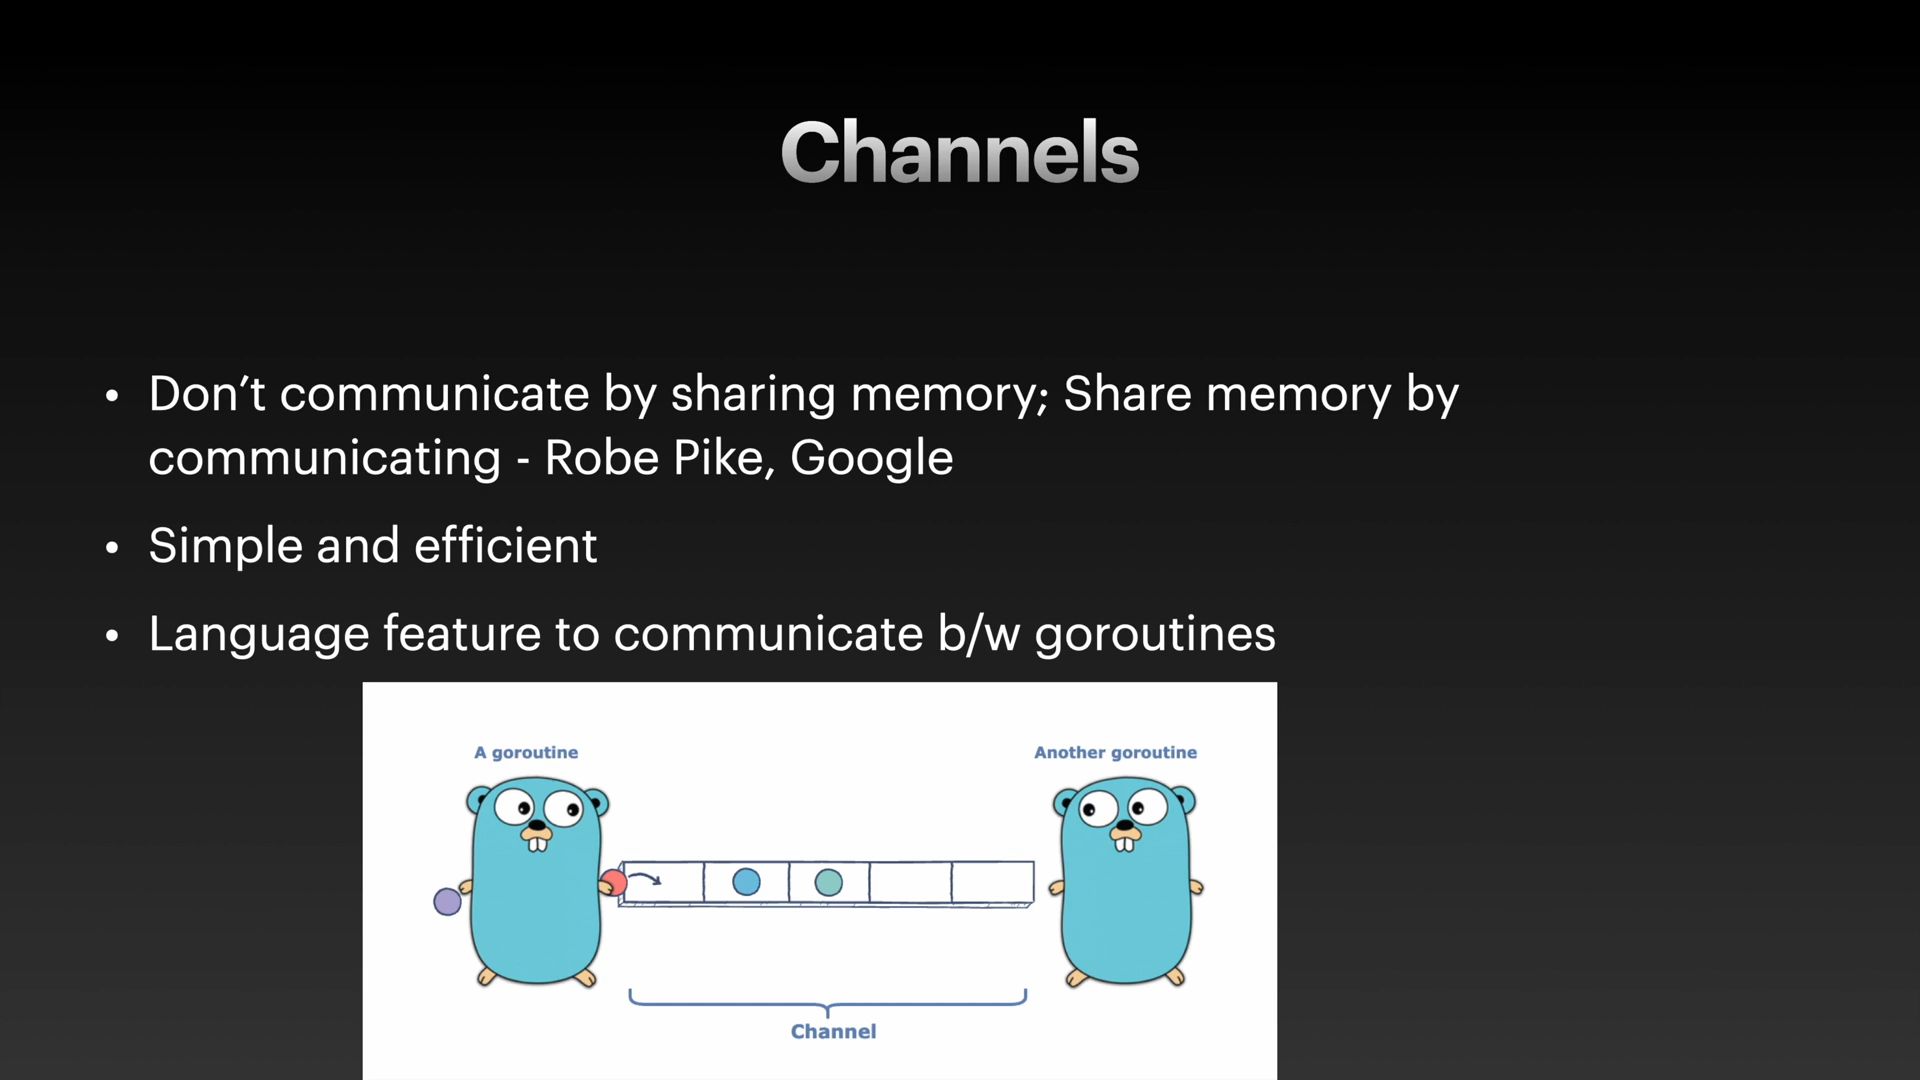 Channels
• Don’t communicate by sharing memory; Share memory by
communicating - Robe Pike, Google
• Simple and efficient
• Language feature to communicate b/w goroutines
A goroutine
Another goroutine
Channel